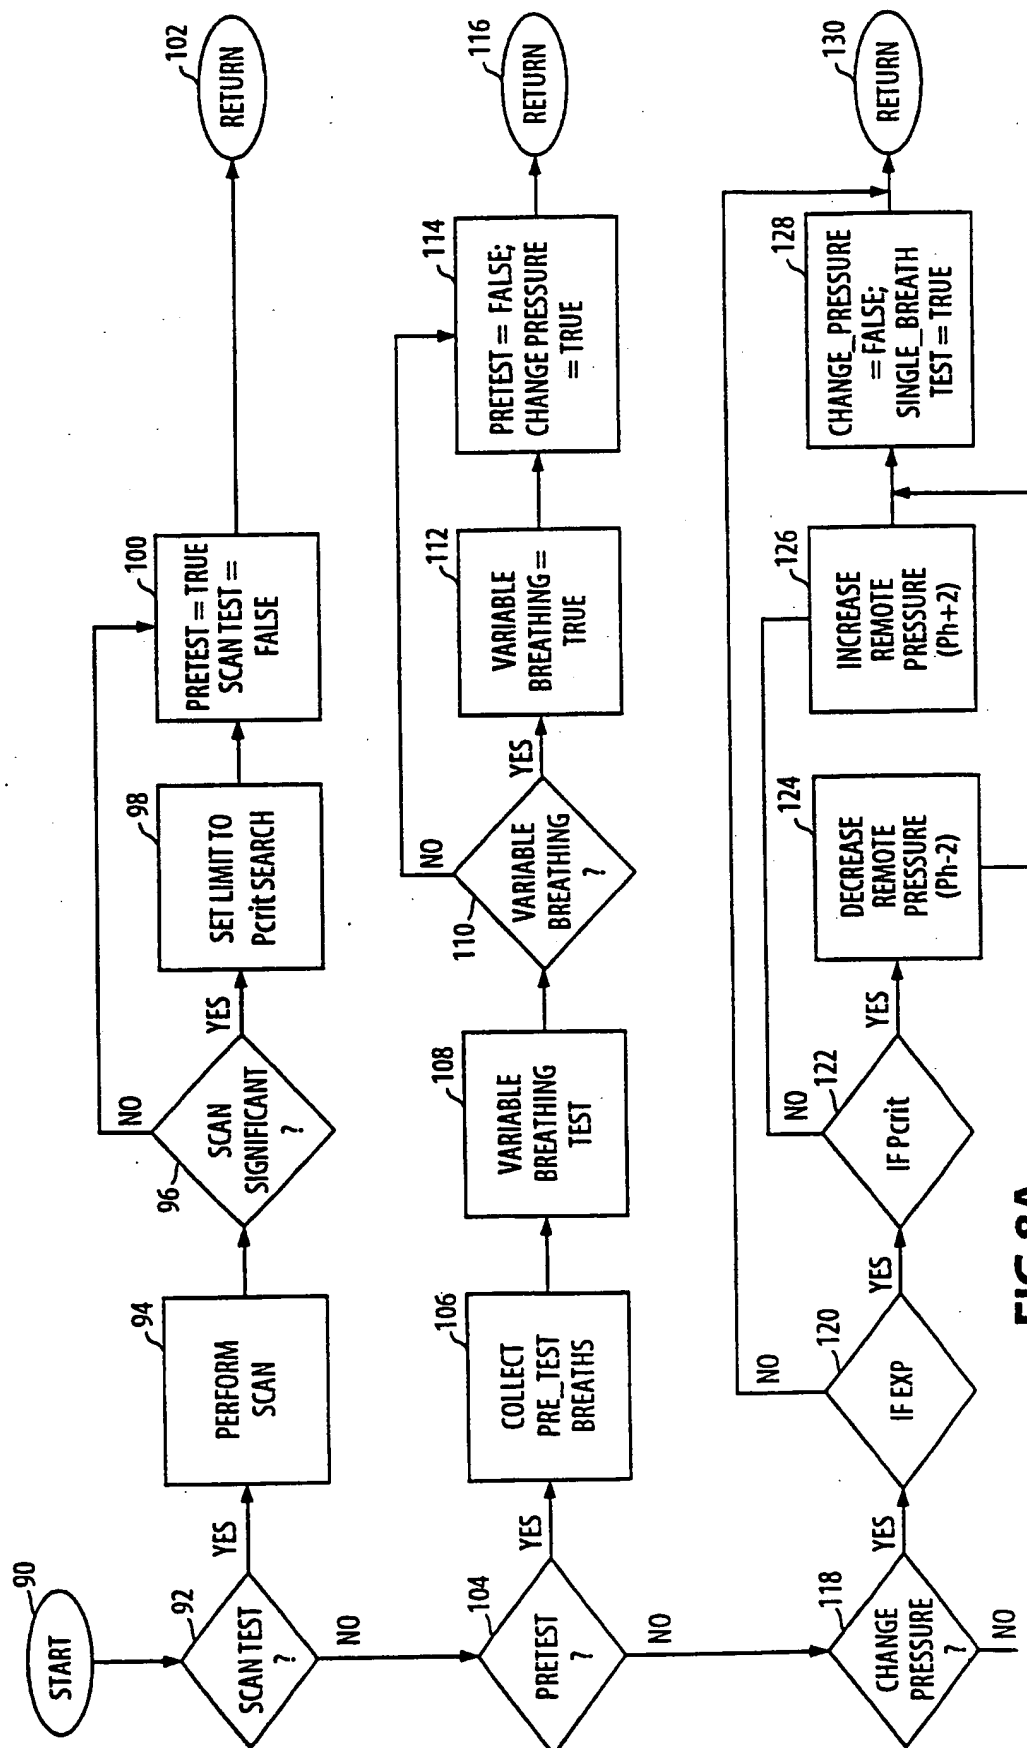 START
90
SCAN TEST
?
92
YES
NO
PERFORM
SCAN
94
SCAN
SIGNIFICANT
?
96
YES
NO
SET LIMIT TO
Pcrit SEARCH
98
PRETEST = TRUE
SCAN TEST =
FALSE
100
RETURN
102
PRETEST
?
104
YES
NO
COLLECT
PRE_TEST
BREATHS
106
VARIABLE
BREATHING
TEST
108
VARIABLE
BREATHING
?
110
YES
NO
VARIABLE
BREATHING =
TRUE
112
PRETEST = FALSE;
CHANGE PRESSURE
= TRUE
114
RETURN
116
CHANGE
PRESSURE
?
118
YES
NO
IF EXP
120
YES
NO
IF Pcrit
122
YES
NO
DECREASE
REMOTE
PRESSURE
(Ph-2)
124
INCREASE
REMOTE
PRESSURE
(Ph+2)
126
CHANGE_PRESSURE
= FALSE;
SINGLE_BREATH
TEST = TRUE
128
RETURN
130